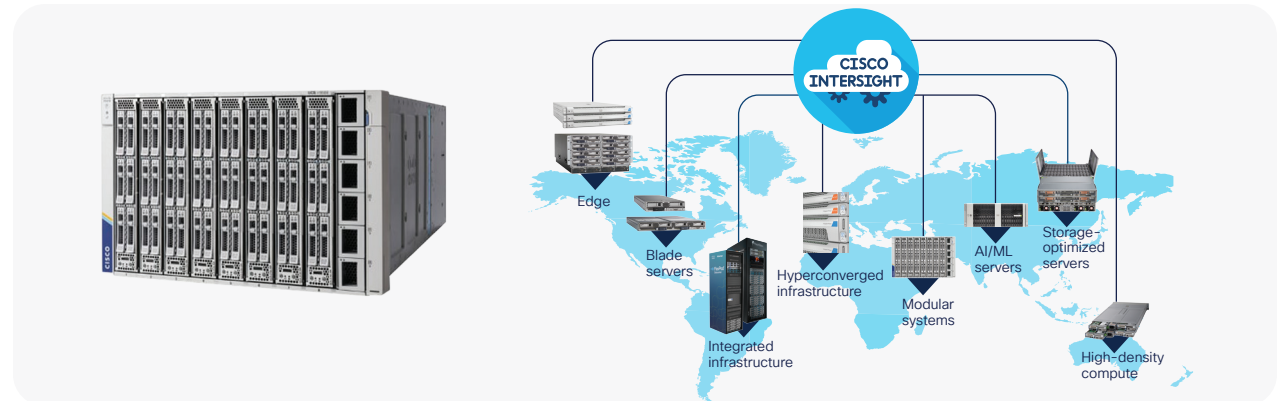 CISCO
INTERSIGHT
CISCO
Edge
Blade
servers
Integrated
infrastructure
Hyperconverged
infrastructure
Modular
systems
AI/ML
servers
Storage-
optimized
servers
High-density
compute